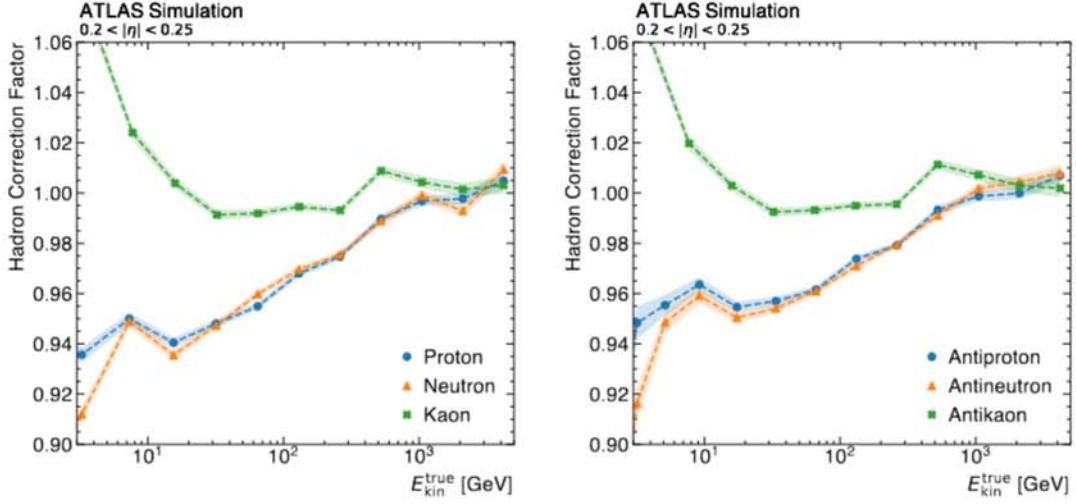 ATLAS Simulation
0.2 < |η| < 0.25
Hadron Correction Factor
1.06
1.04
1.02
1.00
0.98
0.96
0.94
0.92
0.90
Proton
Neutron
Kaon
10¹ 10² 10³
E_kin^true [GeV]
ATLAS Simulation
0.2 < |η| < 0.25
Hadron Correction Factor
1.06
1.04
1.02
1.00
0.98
0.96
0.94
0.92
0.90
Antiproton
Antineutron
Antikaon
10¹ 10² 10³
E_kin^true [GeV]